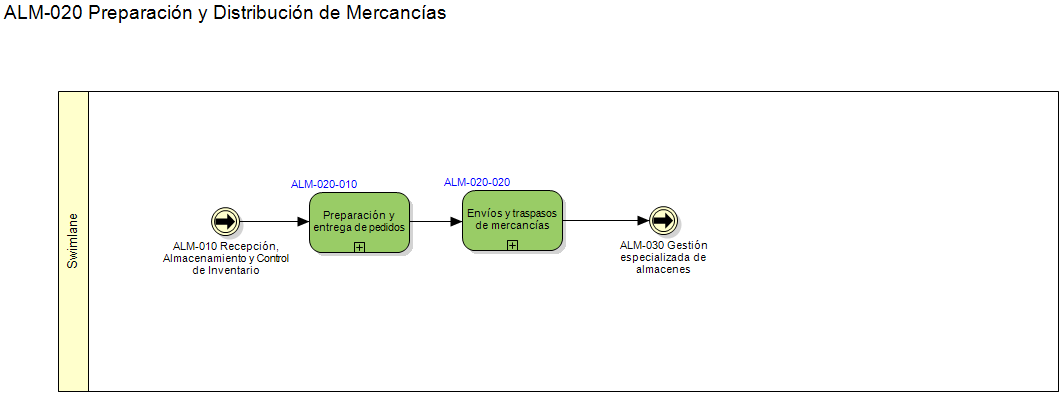 ALM-020 Preparación y Distribución de Mercancías
Swimlane
ALM-010 Recepción,
Almacenamiento y Control
de Inventario
ALM-020-010
Preparación y
entrega de pedidos
ALM-020-020
Envíos y traspasos
de mercancías
ALM-030 Gestión
especializada de
almacenes